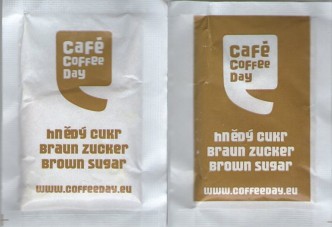 Café
Coffee
Day
hnědý cukr
Braun Zucker
Brown Sugar
www.coffeeday.eu
Café
Coffee
Day
hnědý cukr
Braun Zucker
Brown Sugar
www.coffeeday.eu